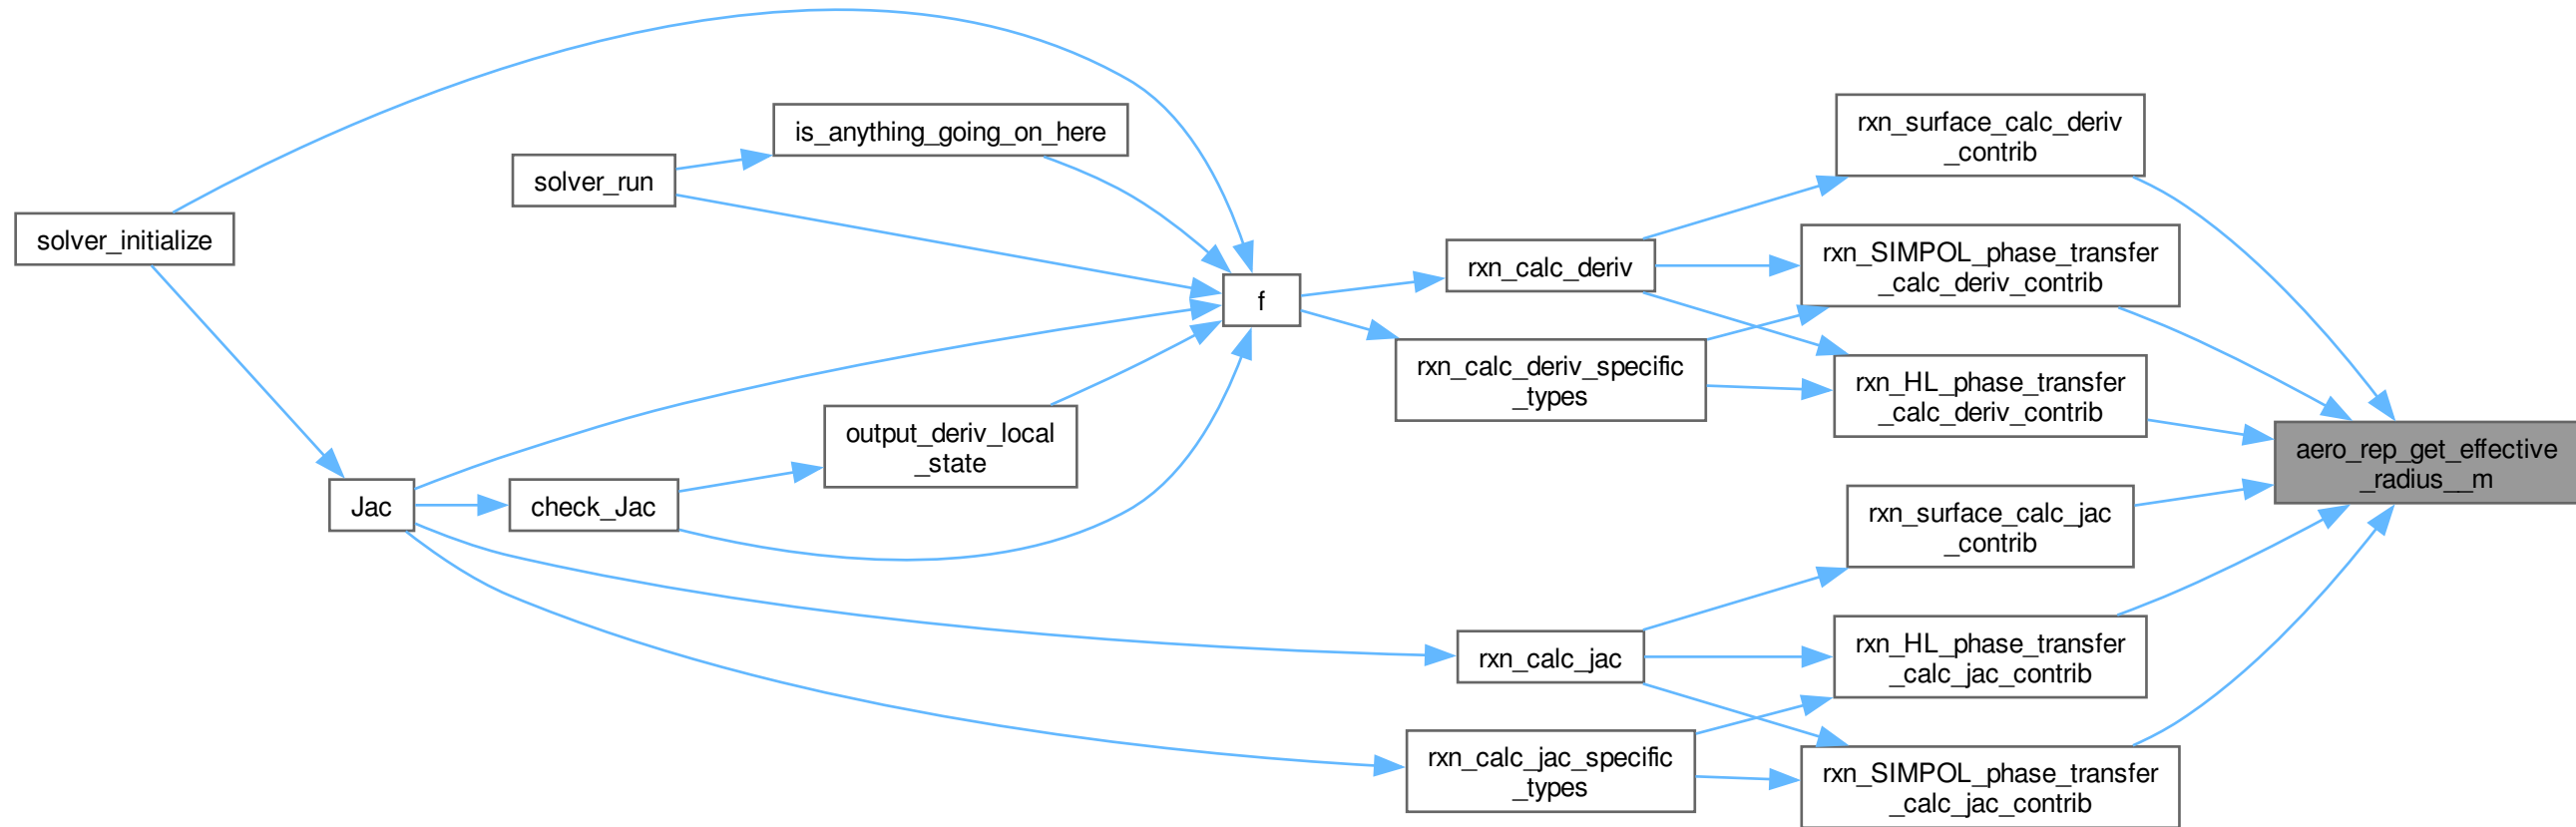 solver_initialize
solver_run
is_anything_going_on_here
Jac
check_Jac
output_deriv_local
_state
f
rxn_calc_deriv
rxn_calc_deriv_specific
_types
rxn_calc_jac
rxn_calc_jac_specific
_types
rxn_surface_calc_deriv
_contrib
rxn_SIMPOL_phase_transfer
_calc_deriv_contrib
rxn_HL_phase_transfer
_calc_deriv_contrib
rxn_surface_calc_jac
_contrib
rxn_HL_phase_transfer
_calc_jac_contrib
rxn_SIMPOL_phase_transfer
_calc_jac_contrib
aero_rep_get_effective
_radius__m